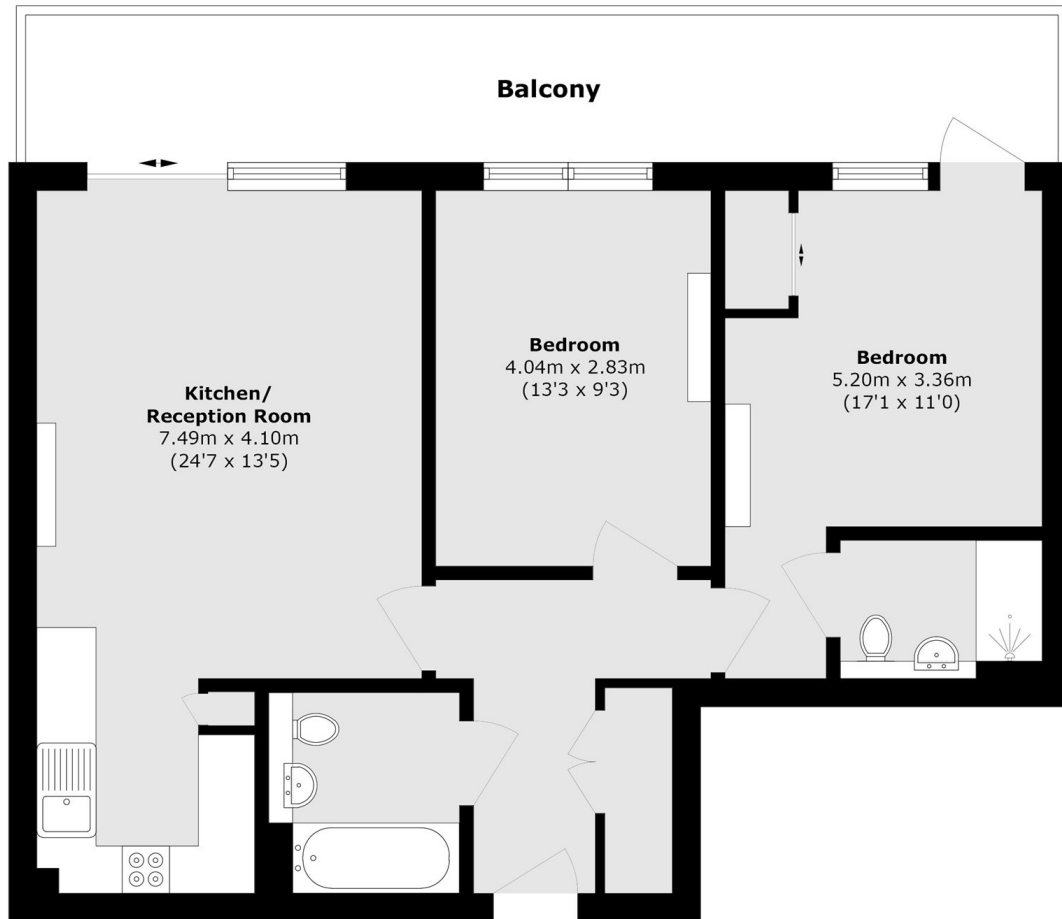 Balcony
Kitchen/
Reception Room
7.49m x 4.10m
(24'7 x 13'5)
Bedroom
4.04m x 2.83m
(13'3 x 9'3)
Bedroom
5.20m x 3.36m
(17'1 x 11'0)